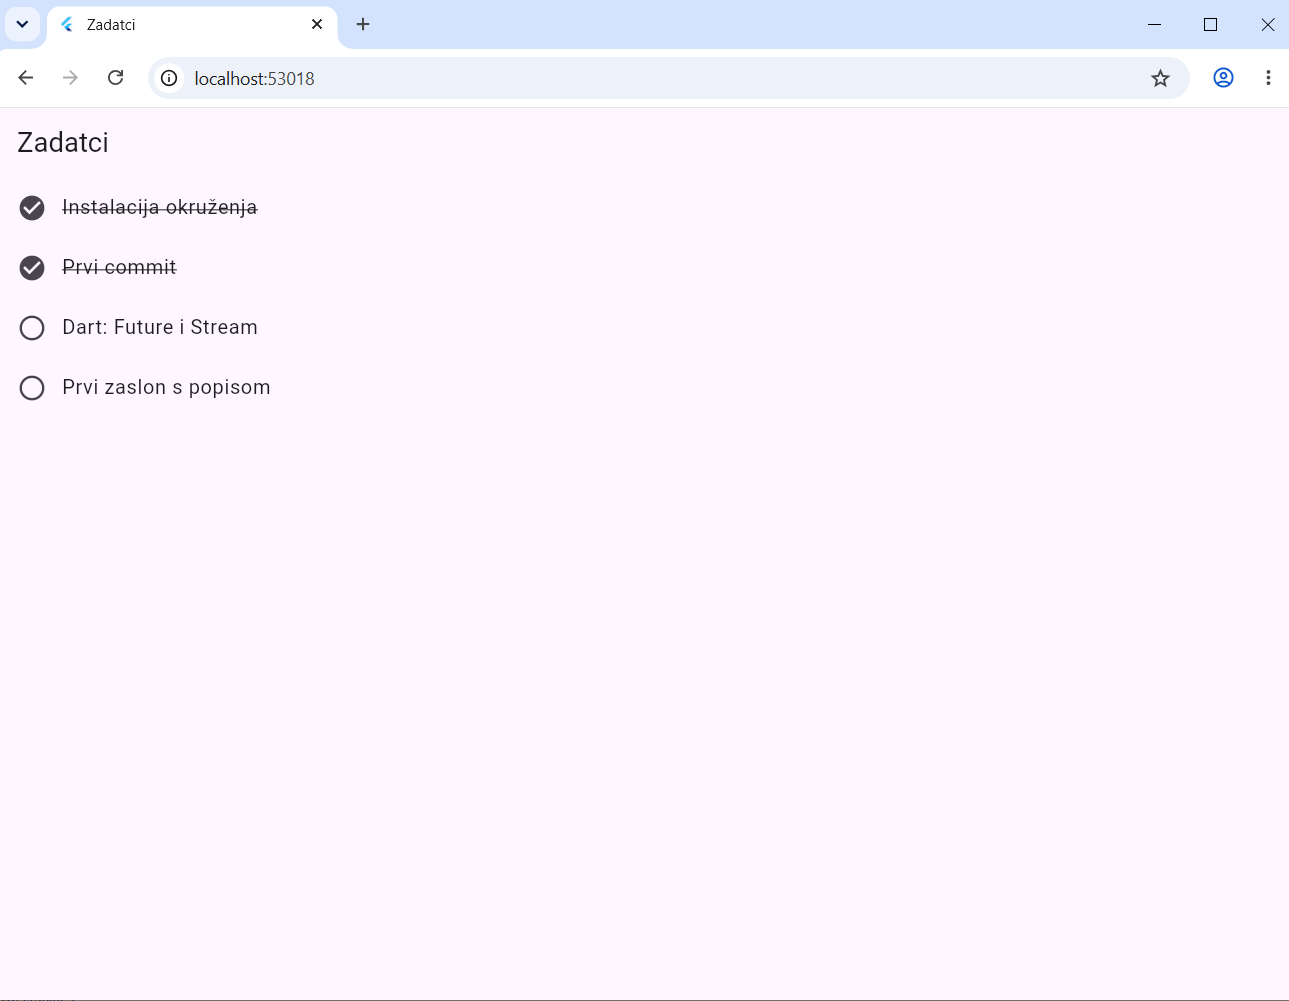 Zadatci
localhost:53018
Zadatci
Instalacija okruženja
Prvi commit
Dart: Future i Stream
Prvi zaslon s popisom